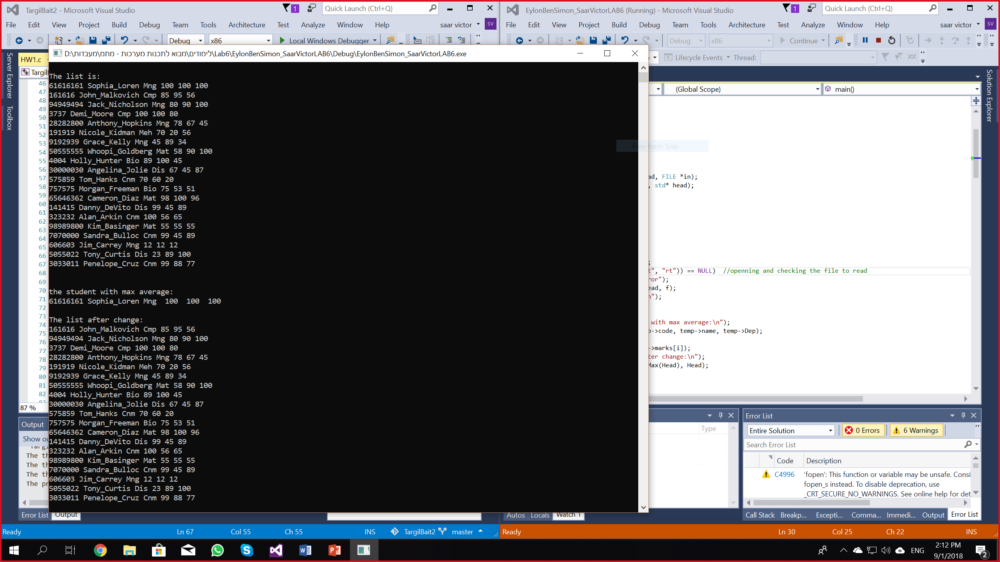 TargilBait2 - Microsoft Visual Studio
1
Quick Launch (Ctrl+Q)
File Edit View Project Build Debug Team Tools Architecture Test Analyze Window Help
saar victor
SV
Debug x86 Local Windows Debugger
EylonBenSimon_SaarVictorLAB6 (Running) - Microsoft Visual Studio
1
Quick Launch (Ctrl+Q)
File Edit View Project Build Debug Team Tools Architecture Test Analyze Window Help
saar victor
SV
Debug x86 Continue
Lifecycle Events Thread:
Server Explorer
Toolbox
HW1.c
46
47
48
49
50
51
52
53
54
55
56
57
58
59
60
61
62
63
64
65
66
67
68
69
70
71
72
73
74
75
76
77
78
79
80
81
82
87 %
Output
Error List Output
D:\לימודים\מבוא לתכנות מערכות - מתמ\מעבדות\Lab6\EylonBenSimon_SaarVictorLAB6\Debug\EylonBenSimon_SaarVictorLAB6.exe
The list is:
61616161 Sophia_Loren Mng 100 100 100
161616 John_Malkovich Cmp 85 95 56
94949494 Jack_Nicholson Mng 80 90 100
3737 Demi_Moore Cmp 100 100 80
28282800 Anthony_Hopkins Mng 78 67 45
191919 Nicole_Kidman Meh 70 20 56
9192939 Grace_Kelly Mng 45 89 34
50555555 Whoopi_Goldberg Mat 58 90 100
4004 Holly_Hunter Bio 89 100 45
30000030 Angelina_Jolie Dis 67 45 87
575859 Tom_Hanks Cnm 70 60 20
757575 Morgan_Freeman Bio 75 53 51
65646362 Cameron_Diaz Mat 98 100 96
141415 Danny_DeVito Dis 99 45 89
323232 Alan_Arkin Cnm 100 56 65
98989800 Kim_Basinger Mat 55 55 55
7070000 Sandra_Bulloc Cnm 99 45 89
606603 Jim_Carrey Mng 12 12 12
5055022 Tony_Curtis Dis 23 89 100
3033011 Penelope_Cruz Cnm 99 88 77
the student with max average:
61616161 Sophia_Loren Mng  100  100  100
The list after change:
161616 John_Malkovich Cmp 85 95 56
94949494 Jack_Nicholson Mng 80 90 100
3737 Demi_Moore Cmp 100 100 80
28282800 Anthony_Hopkins Mng 78 67 45
191919 Nicole_Kidman Meh 70 20 56
9192939 Grace_Kelly Mng 45 89 34
50555555 Whoopi_Goldberg Mat 58 90 100
4004 Holly_Hunter Bio 89 100 45
30000030 Angelina_Jolie Dis 67 45 87
575859 Tom_Hanks Cnm 70 60 20
757575 Morgan_Freeman Bio 75 53 51
65646362 Cameron_Diaz Mat 98 100 96
141415 Danny_DeVito Dis 99 45 89
323232 Alan_Arkin Cnm 100 56 65
98989800 Kim_Basinger Mat 55 55 55
7070000 Sandra_Bulloc Cnm 99 45 89
606603 Jim_Carrey Mng 12 12 12
5055022 Tony_Curtis Dis 23 89 100
3033011 Penelope_Cruz Cnm 99 88 77
Free-form Snip
(Global Scope) main()
Solution Explorer
ad, FILE *in);
, std* head);
;
t", "rt")) == NULL)  //openning and checking the file to read
ror");
ead, f);
n");
with max average:\n");
p->code, temp->name, temp->Dep);
->marks[i]);
ter change:\n");
Max(Head), Head);
Type
Autos Locals Watch 1
Error List
Entire Solution 0 Errors 6 Warnings
Search Error List
Code Description
C4996 'fopen': This function or variable may be unsafe. Consi
fopen_s instead. To disable deprecation, use
_CRT_SECURE_NO_WARNINGS. See online help for det
Call Stack Breakp... Excepti... Comma... Immedi... Output Error List
Ready Ln 67 Col 55 Ch 55 INS TargilBait2 master
Ready Ln 30 Col 25 Ch 22 INS
ENG
2:12 PM
9/1/2018
2